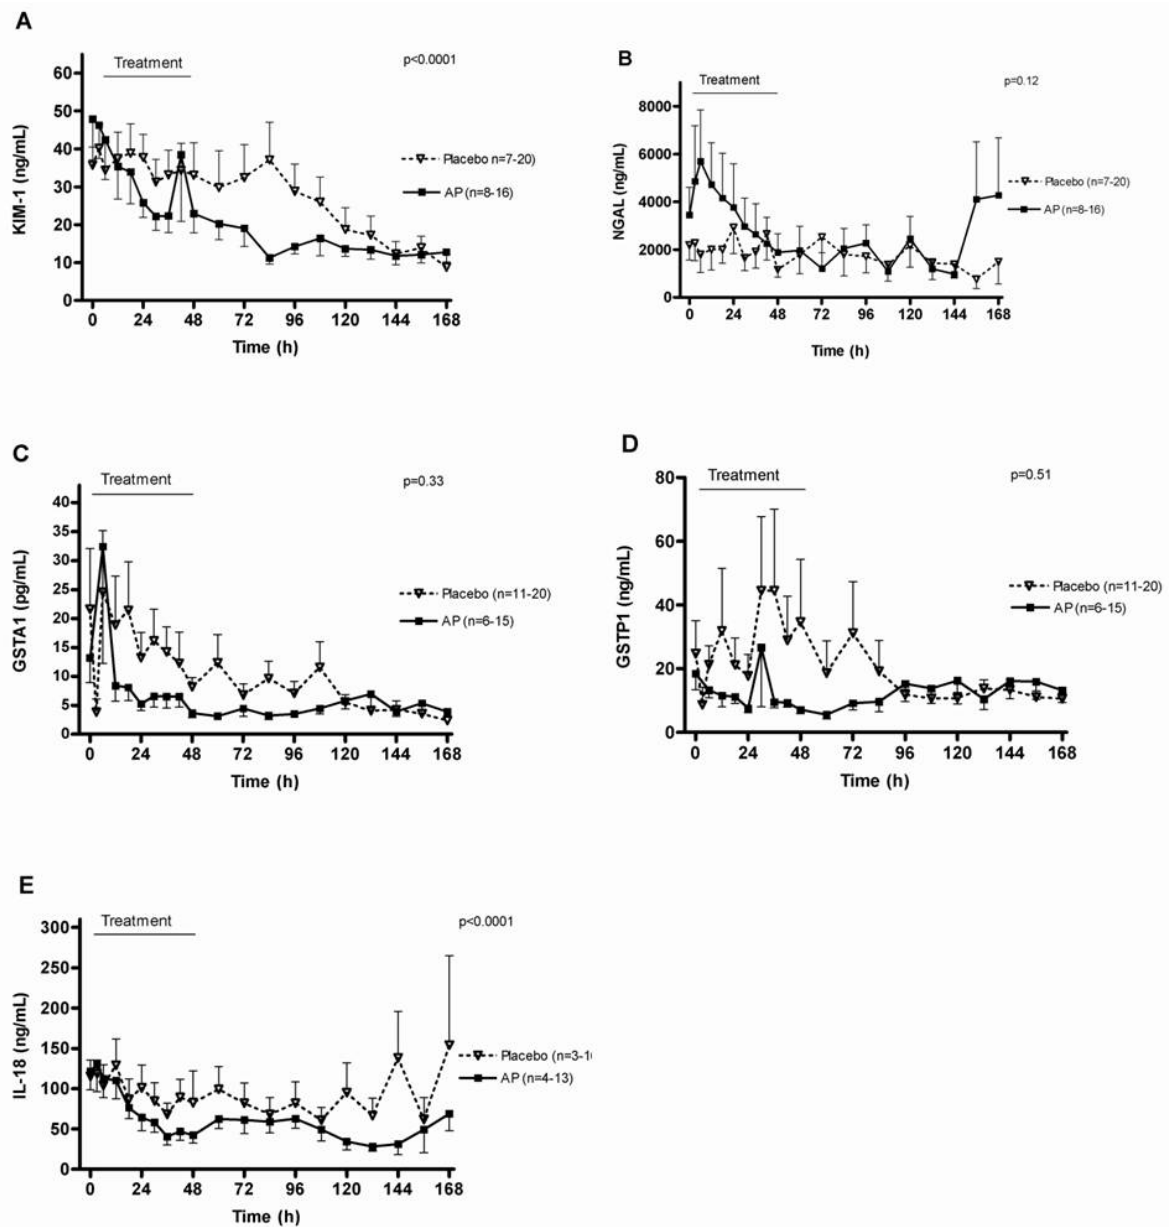 A
Treatment
p<0.0001
KIM-1 (ng/mL)
60
50
40
30
20
10
0
Placebo n=7-20)
AP (n=8-16)
0 24 48 72 96 120 144 168
Time (h)
B
Treatment
p=0.12
NGAL (ng/mL)
8000
6000
4000
2000
0
Placebo (n=7-20)
AP (n=8-16)
0 24 48 72 96 120 144 168
Time (h)
C
Treatment
p=0.33
GSTA1 (pg/mL)
40
35
30
25
20
15
10
5
0
Placebo (n=11-20)
AP (n=6-15)
0 24 48 72 96 120 144 168
Time (h)
D
Treatment
p=0.51
GSTP1 (ng/mL)
80
60
40
20
0
Placebo (n=11-20)
AP (n=6-15)
0 24 48 72 96 120 144 168
Time (h)
E
Treatment
p<0.0001
IL-18 (ng/mL)
300
250
200
150
100
50
0
Placebo (n=3-1
AP (n=4-13)
0 24 48 72 96 120 144 168
Time (h)